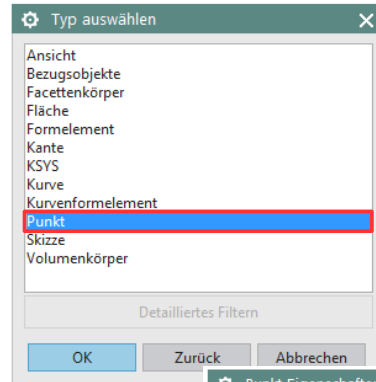 Typ auswählen
Ansicht
Bezugsobjekte
Facettenkörper
Fläche
Formelement
Kante
KSYS
Kurve
Kurvenformelement
Punkt
Skizze
Volumenkörper
Detailliertes Filtern
OK Zurück Abbrechen